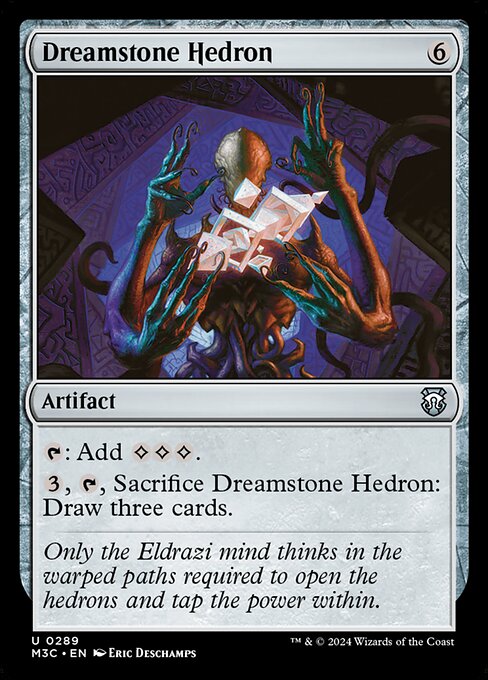 Dreamstone Hedron 6
Artifact
: Add .
3, , Sacrifice Dreamstone Hedron:
Draw three cards.
Only the Eldrazi mind thinks in the
warped paths required to open the
hedrons and tap the power within.
U 0289
M3C • EN Eric Deschamps
™ & © 2024 Wizards of the Coast